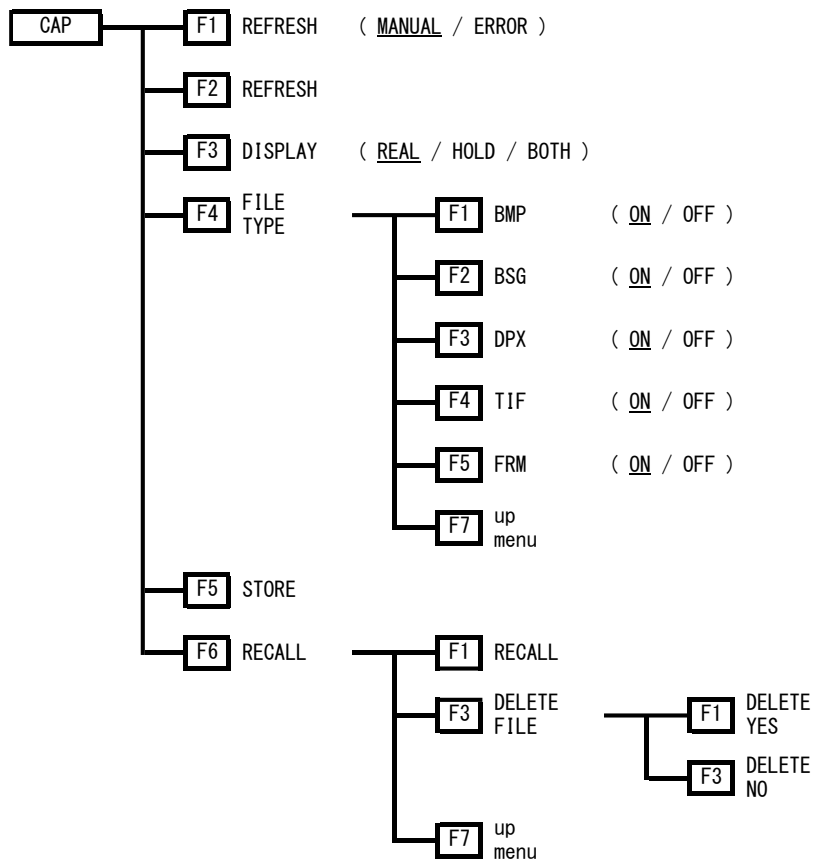 CAP
F1 REFRESH ( MANUAL / ERROR )
F2 REFRESH
F3 DISPLAY ( REAL / HOLD / BOTH )
F4 FILE
TYPE
F1 BMP ( ON / OFF )
F2 BSG ( ON / OFF )
F3 DPX ( ON / OFF )
F4 TIF ( ON / OFF )
F5 FRM ( ON / OFF )
F7 up
menu
F5 STORE
F6 RECALL
F1 RECALL
F3 DELETE
FILE
F1 DELETE
YES
F3 DELETE
NO
F7 up
menu